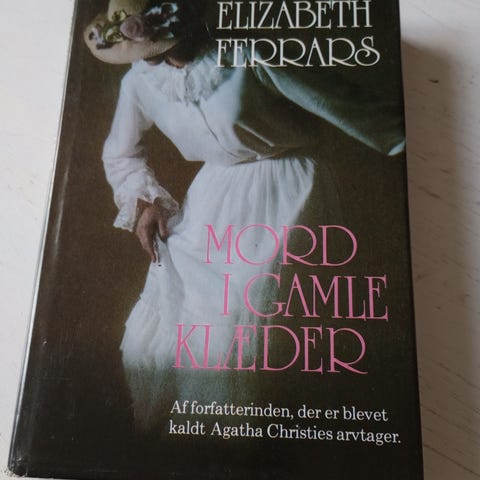 ELIZABETH
FERRARS
MORD
I GAMLE
KLÆDER
Af forfatterinden, der er blevet
kaldt Agatha Christies arvtager.